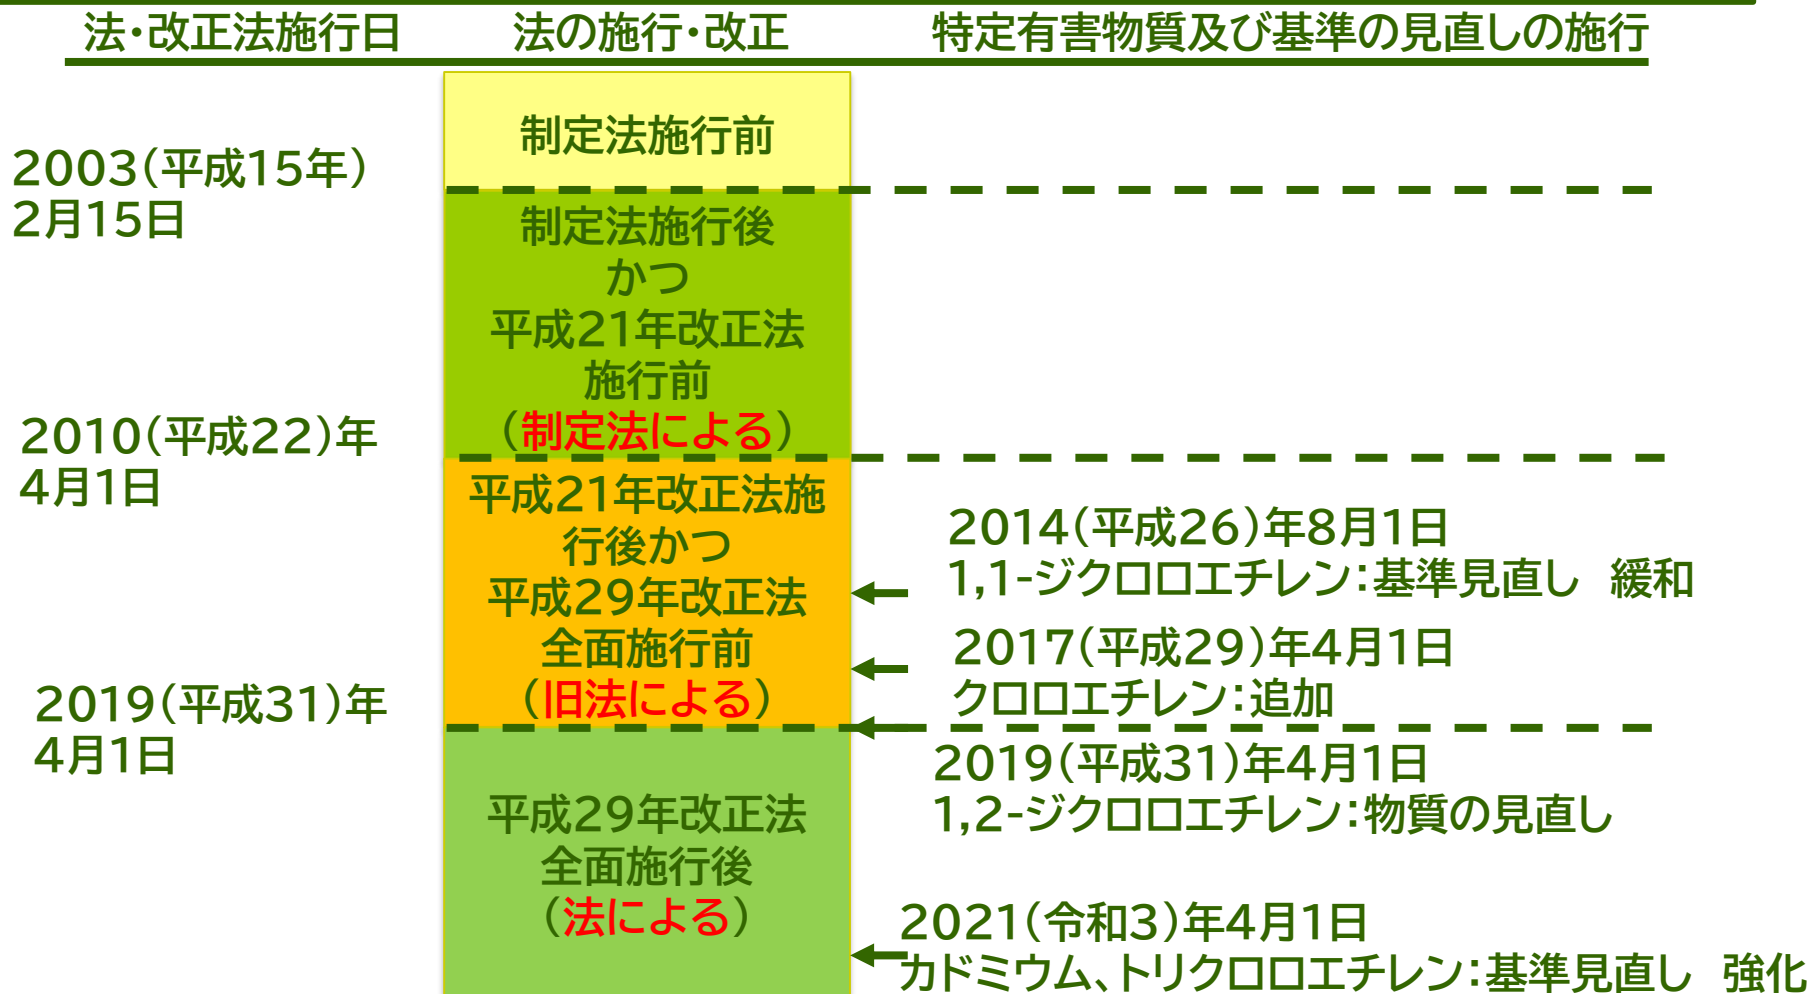 法・改正法施行日　法の施行・改正　特定有害物質及び基準の見直しの施行
制定法施行前
2003(平成15年)
2月15日
制定法施行後
かつ
平成21年改正法
施行前
(制定法による)
2010(平成22)年
4月1日
平成21年改正法施
行後かつ
平成29年改正法
全面施行前
(旧法による)
2014(平成26)年8月1日
1,1-ジクロロエチレン：基準見直し　緩和
2017(平成29)年4月1日
クロロエチレン：追加
2019(平成31)年
4月1日
2019(平成31)年4月1日
1,2-ジクロロエチレン：物質の見直し
平成29年改正法
全面施行後
(法による)
2021(令和3)年4月1日
カドミウム、トリクロロエチレン：基準見直し　強化